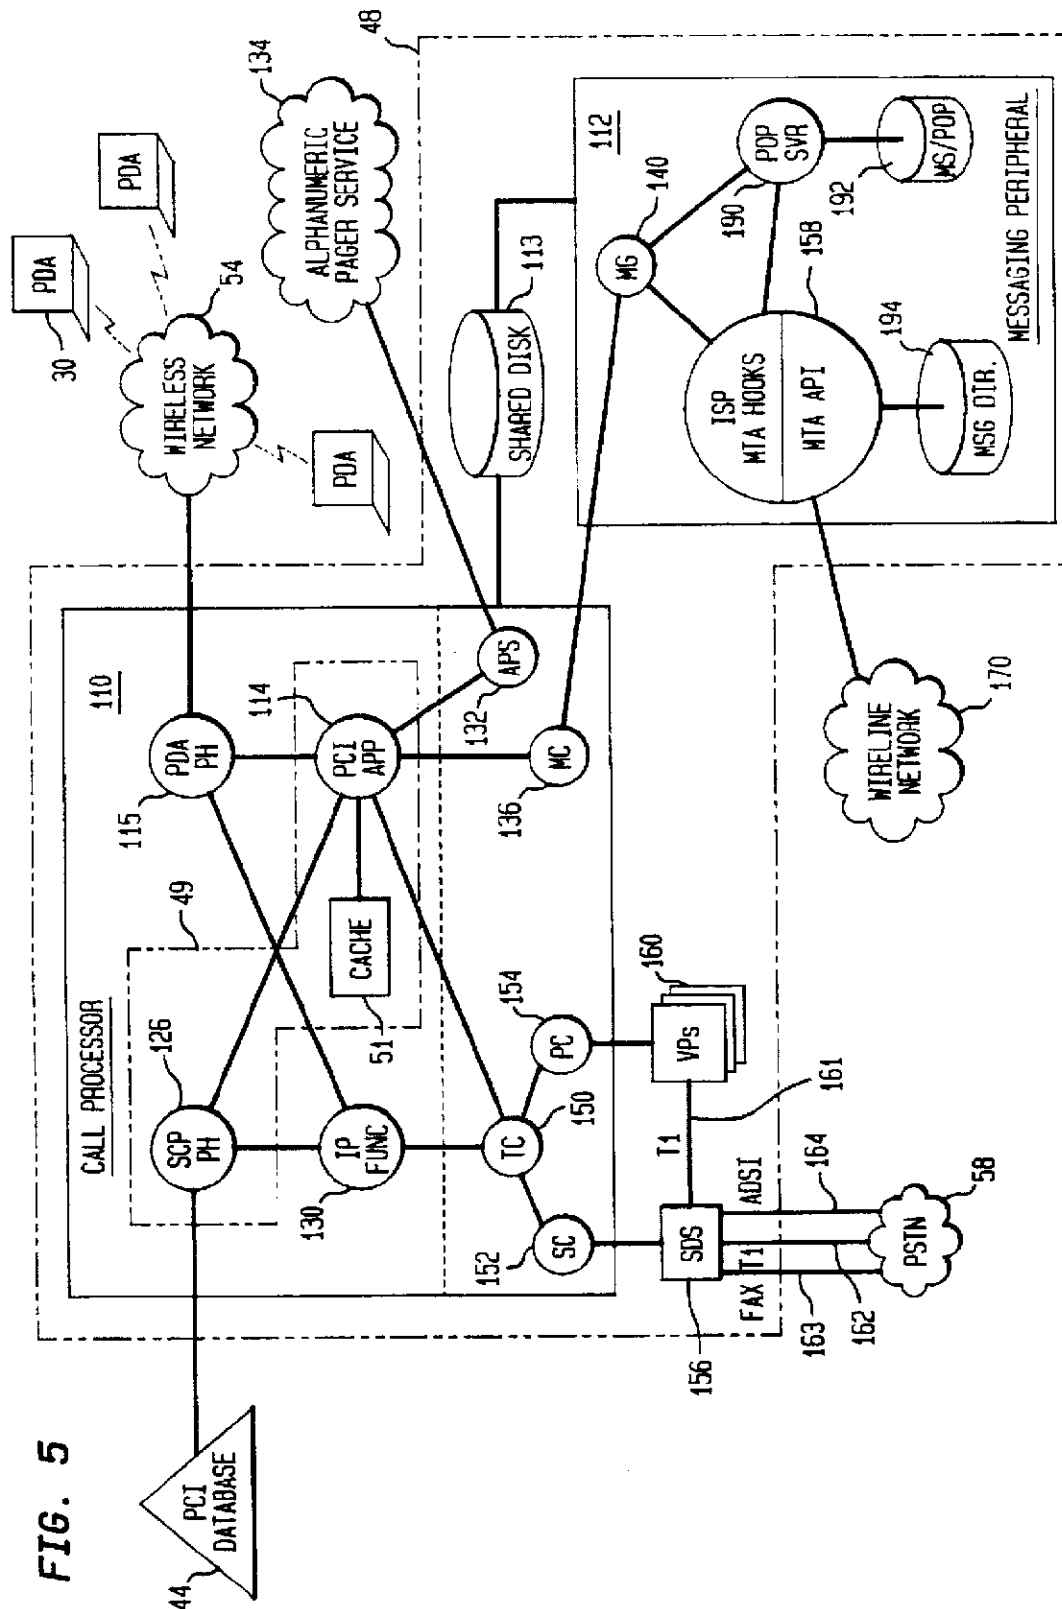 FIG. 5
44
PCI
DATABASE
CALL PROCESSOR
110
49
126
SCP
PH
115
PDA
PH
114
PCI
APP
CACHE
51
130
IP
FUNC
132
APS
136
MC
TC
150
152
SC
PC
154
SDS
156
VPs
160
T1
161
FAX
T1
ADSI
163
162
164
PSTN
58
WIRELESS
NETWORK
54
PDA
30
PDA
PDA
ALPHANUMERIC
PAGER SERVICE
134
48
SHARED DISK
113
112
MG
140
POP
SVR
190
MS/POP
192
ISP
MTA HOOKS
MTA API
158
MSG DIR.
194
MESSAGING PERIPHERAL
WIRELINE
NETWORK
170